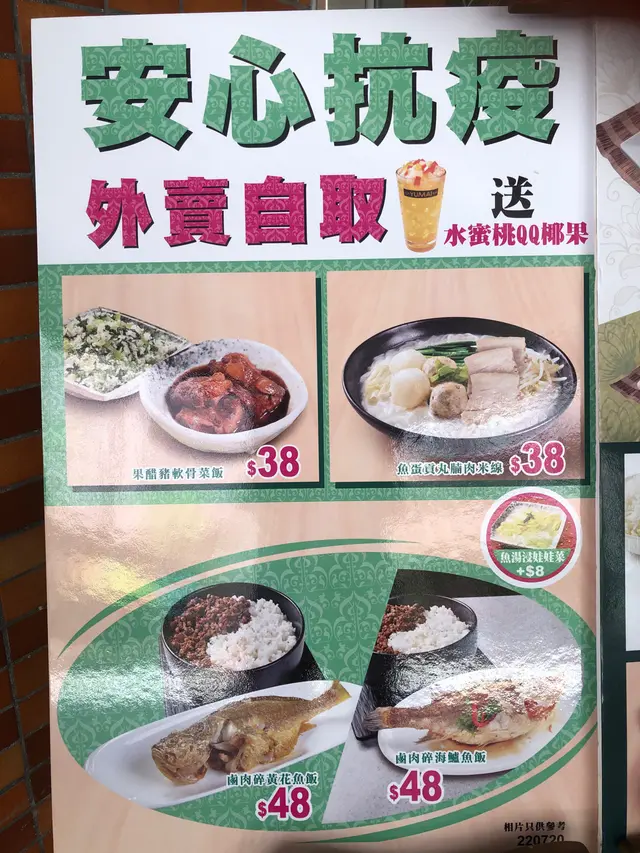 安心抗疫
外賣自取
YUMAI
送
水蜜桃QQ椰果
果醋豬軟骨菜飯 $38
魚蛋貢丸腩肉米線 $38
魚湯浸娃娃菜
+$8
鹵肉碎黃花魚飯
$48
鹵肉碎海鱸魚飯
$48
相片只供參考
220720